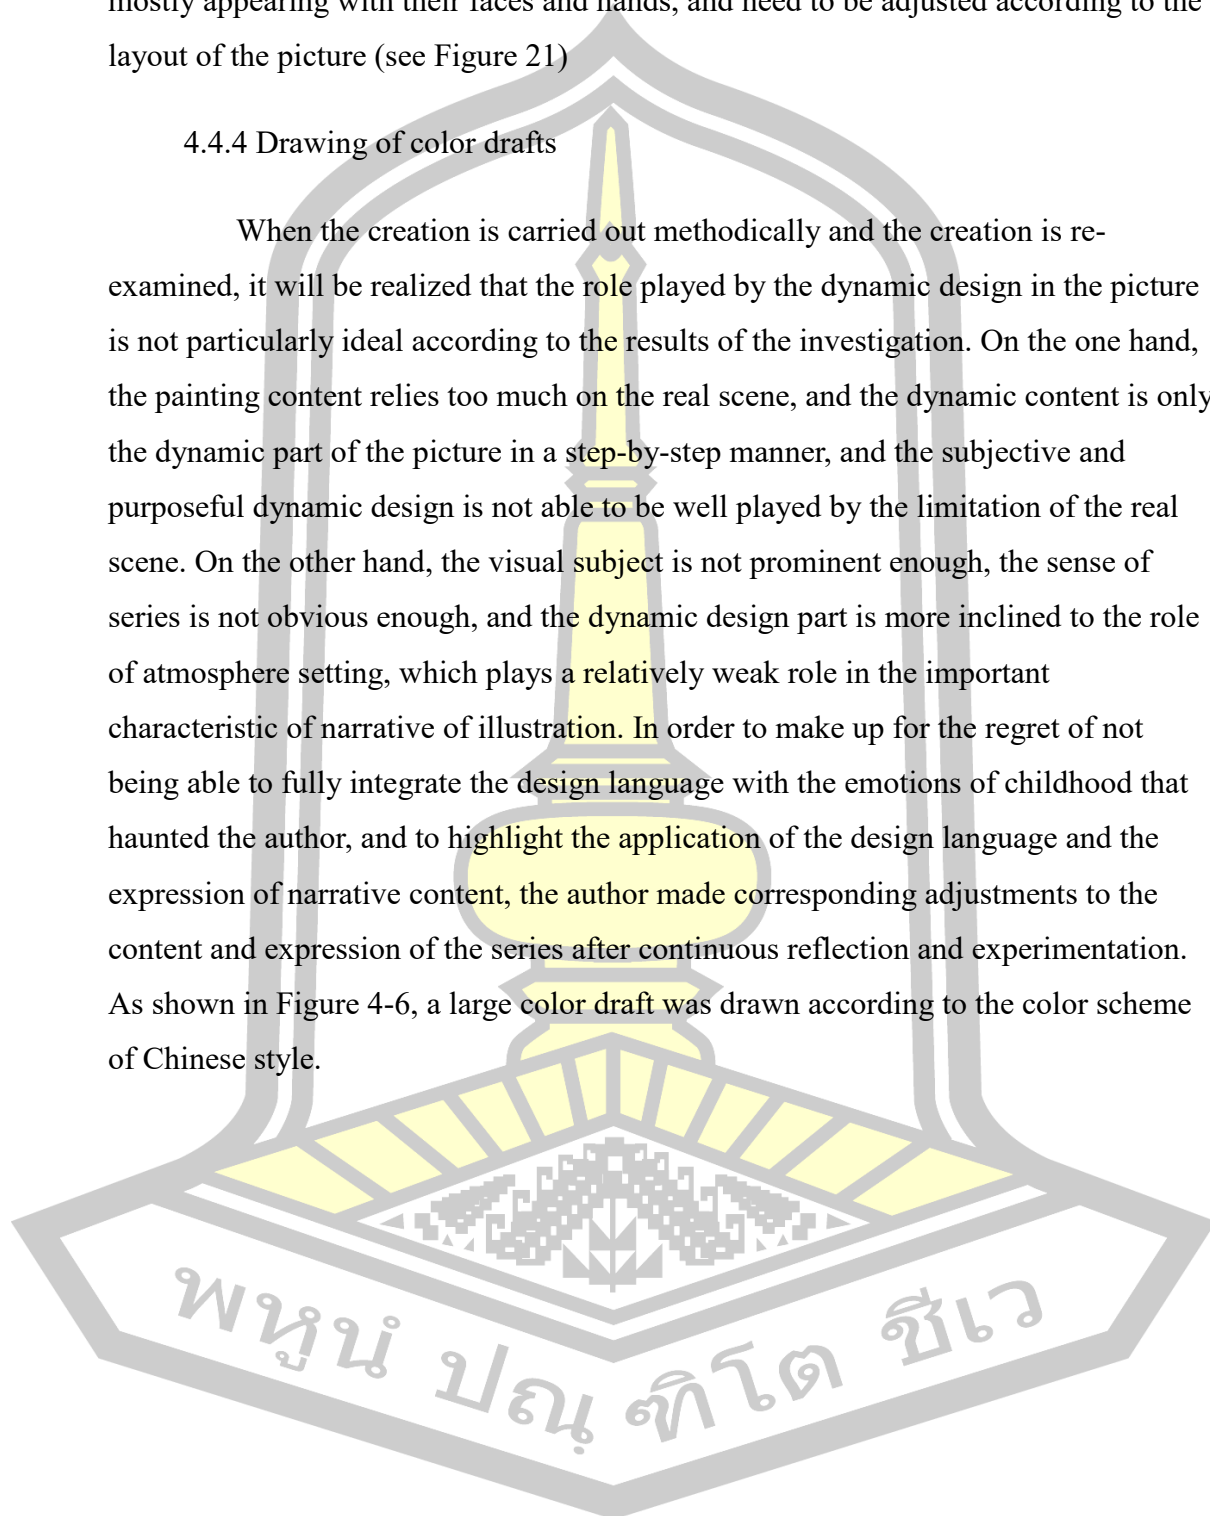 mostly appearing with their faces and hands, and need to be adjusted according to the
layout of the picture (see Figure 21)
4.4.4 Drawing of color drafts
When the creation is carried out methodically and the creation is re-
examined, it will be realized that the role played by the dynamic design in the picture
is not particularly ideal according to the results of the investigation. On the one hand,
the painting content relies too much on the real scene, and the dynamic content is only
the dynamic part of the picture in a step-by-step manner, and the subjective and
purposeful dynamic design is not able to be well played by the limitation of the real
scene. On the other hand, the visual subject is not prominent enough, the sense of
series is not obvious enough, and the dynamic design part is more inclined to the role
of atmosphere setting, which plays a relatively weak role in the important
characteristic of narrative of illustration. In order to make up for the regret of not
being able to fully integrate the design language with the emotions of childhood that
haunted the author, and to highlight the application of the design language and the
expression of narrative content, the author made corresponding adjustments to the
content and expression of the series after continuous reflection and experimentation.
As shown in Figure 4-6, a large color draft was drawn according to the color scheme
of Chinese style.
พหูนํ ปณฺฑิโต ชีเว